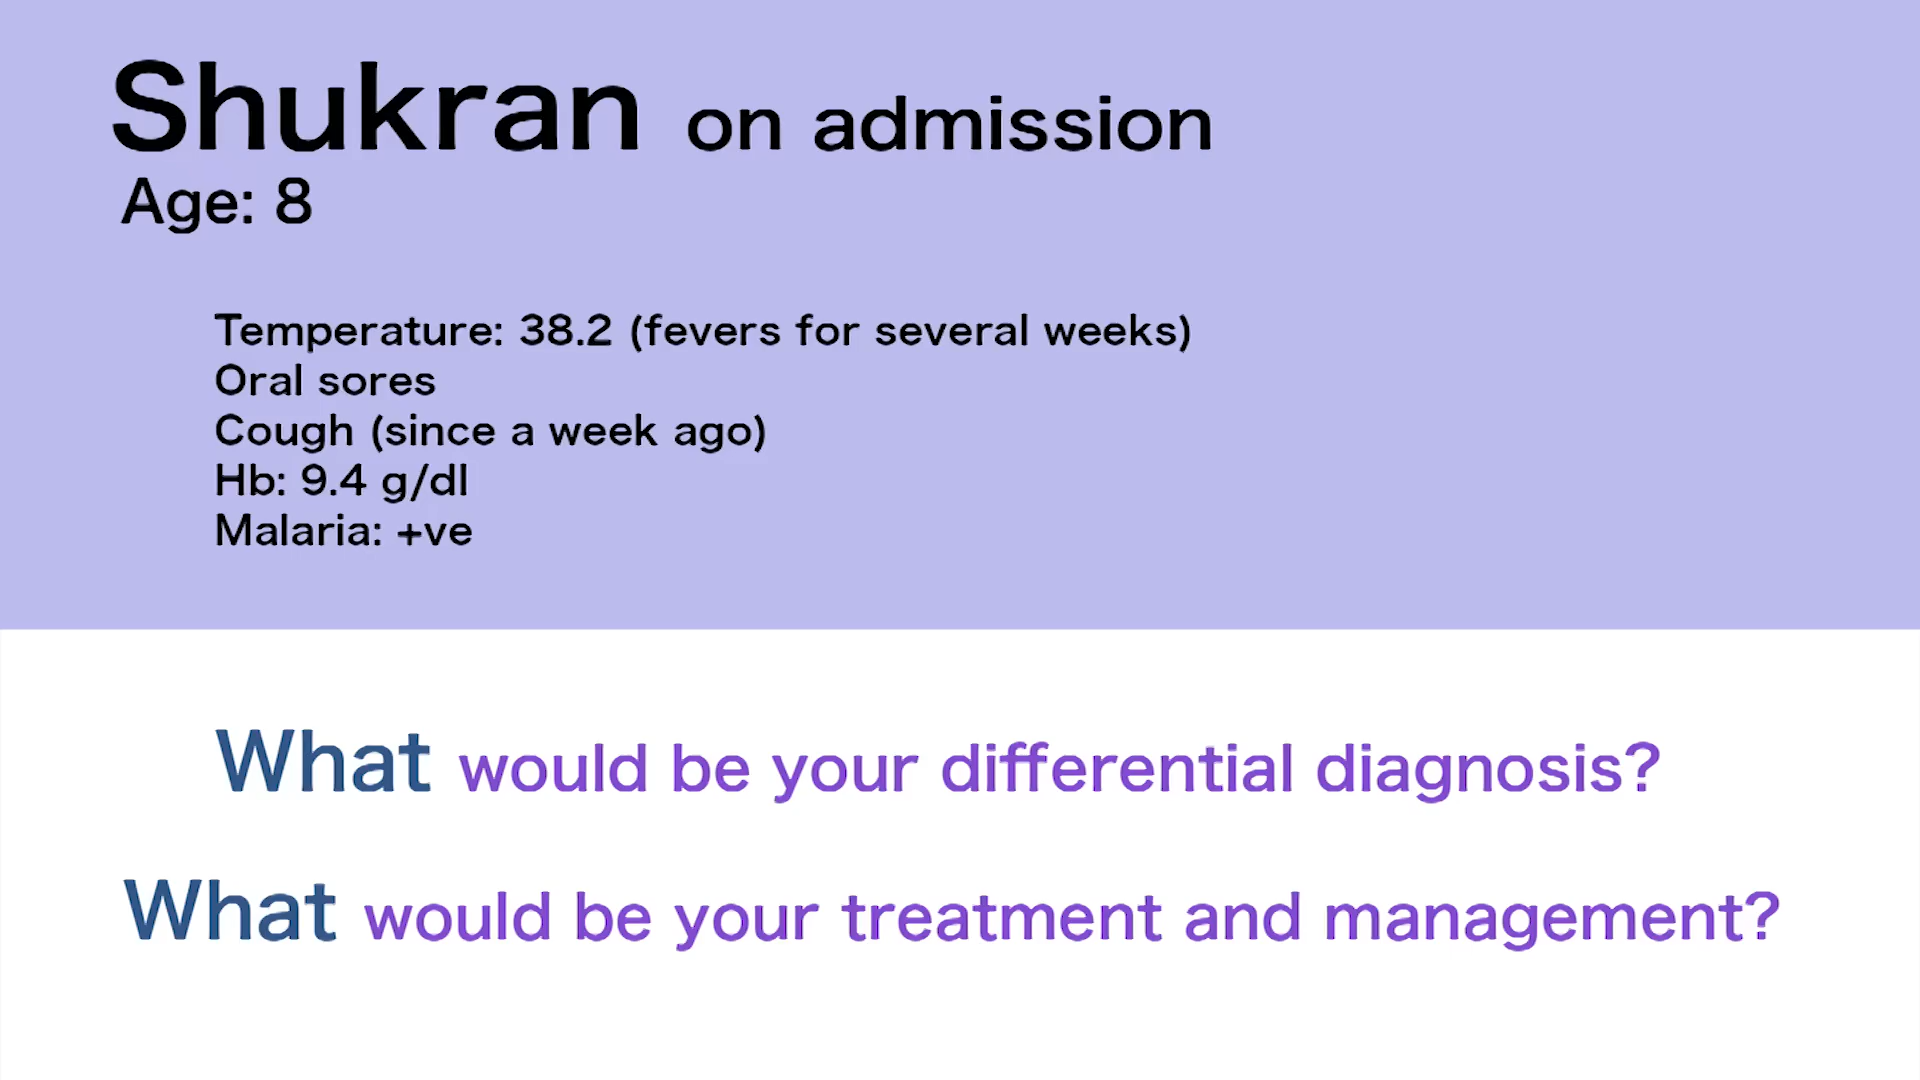 Shukran on admission
Age: 8
Temperature: 38.2 (fevers for several weeks)
Oral sores
Cough (since a week ago)
Hb: 9.4 g/dl
Malaria: +ve
What would be your differential diagnosis?
What would be your treatment and management?